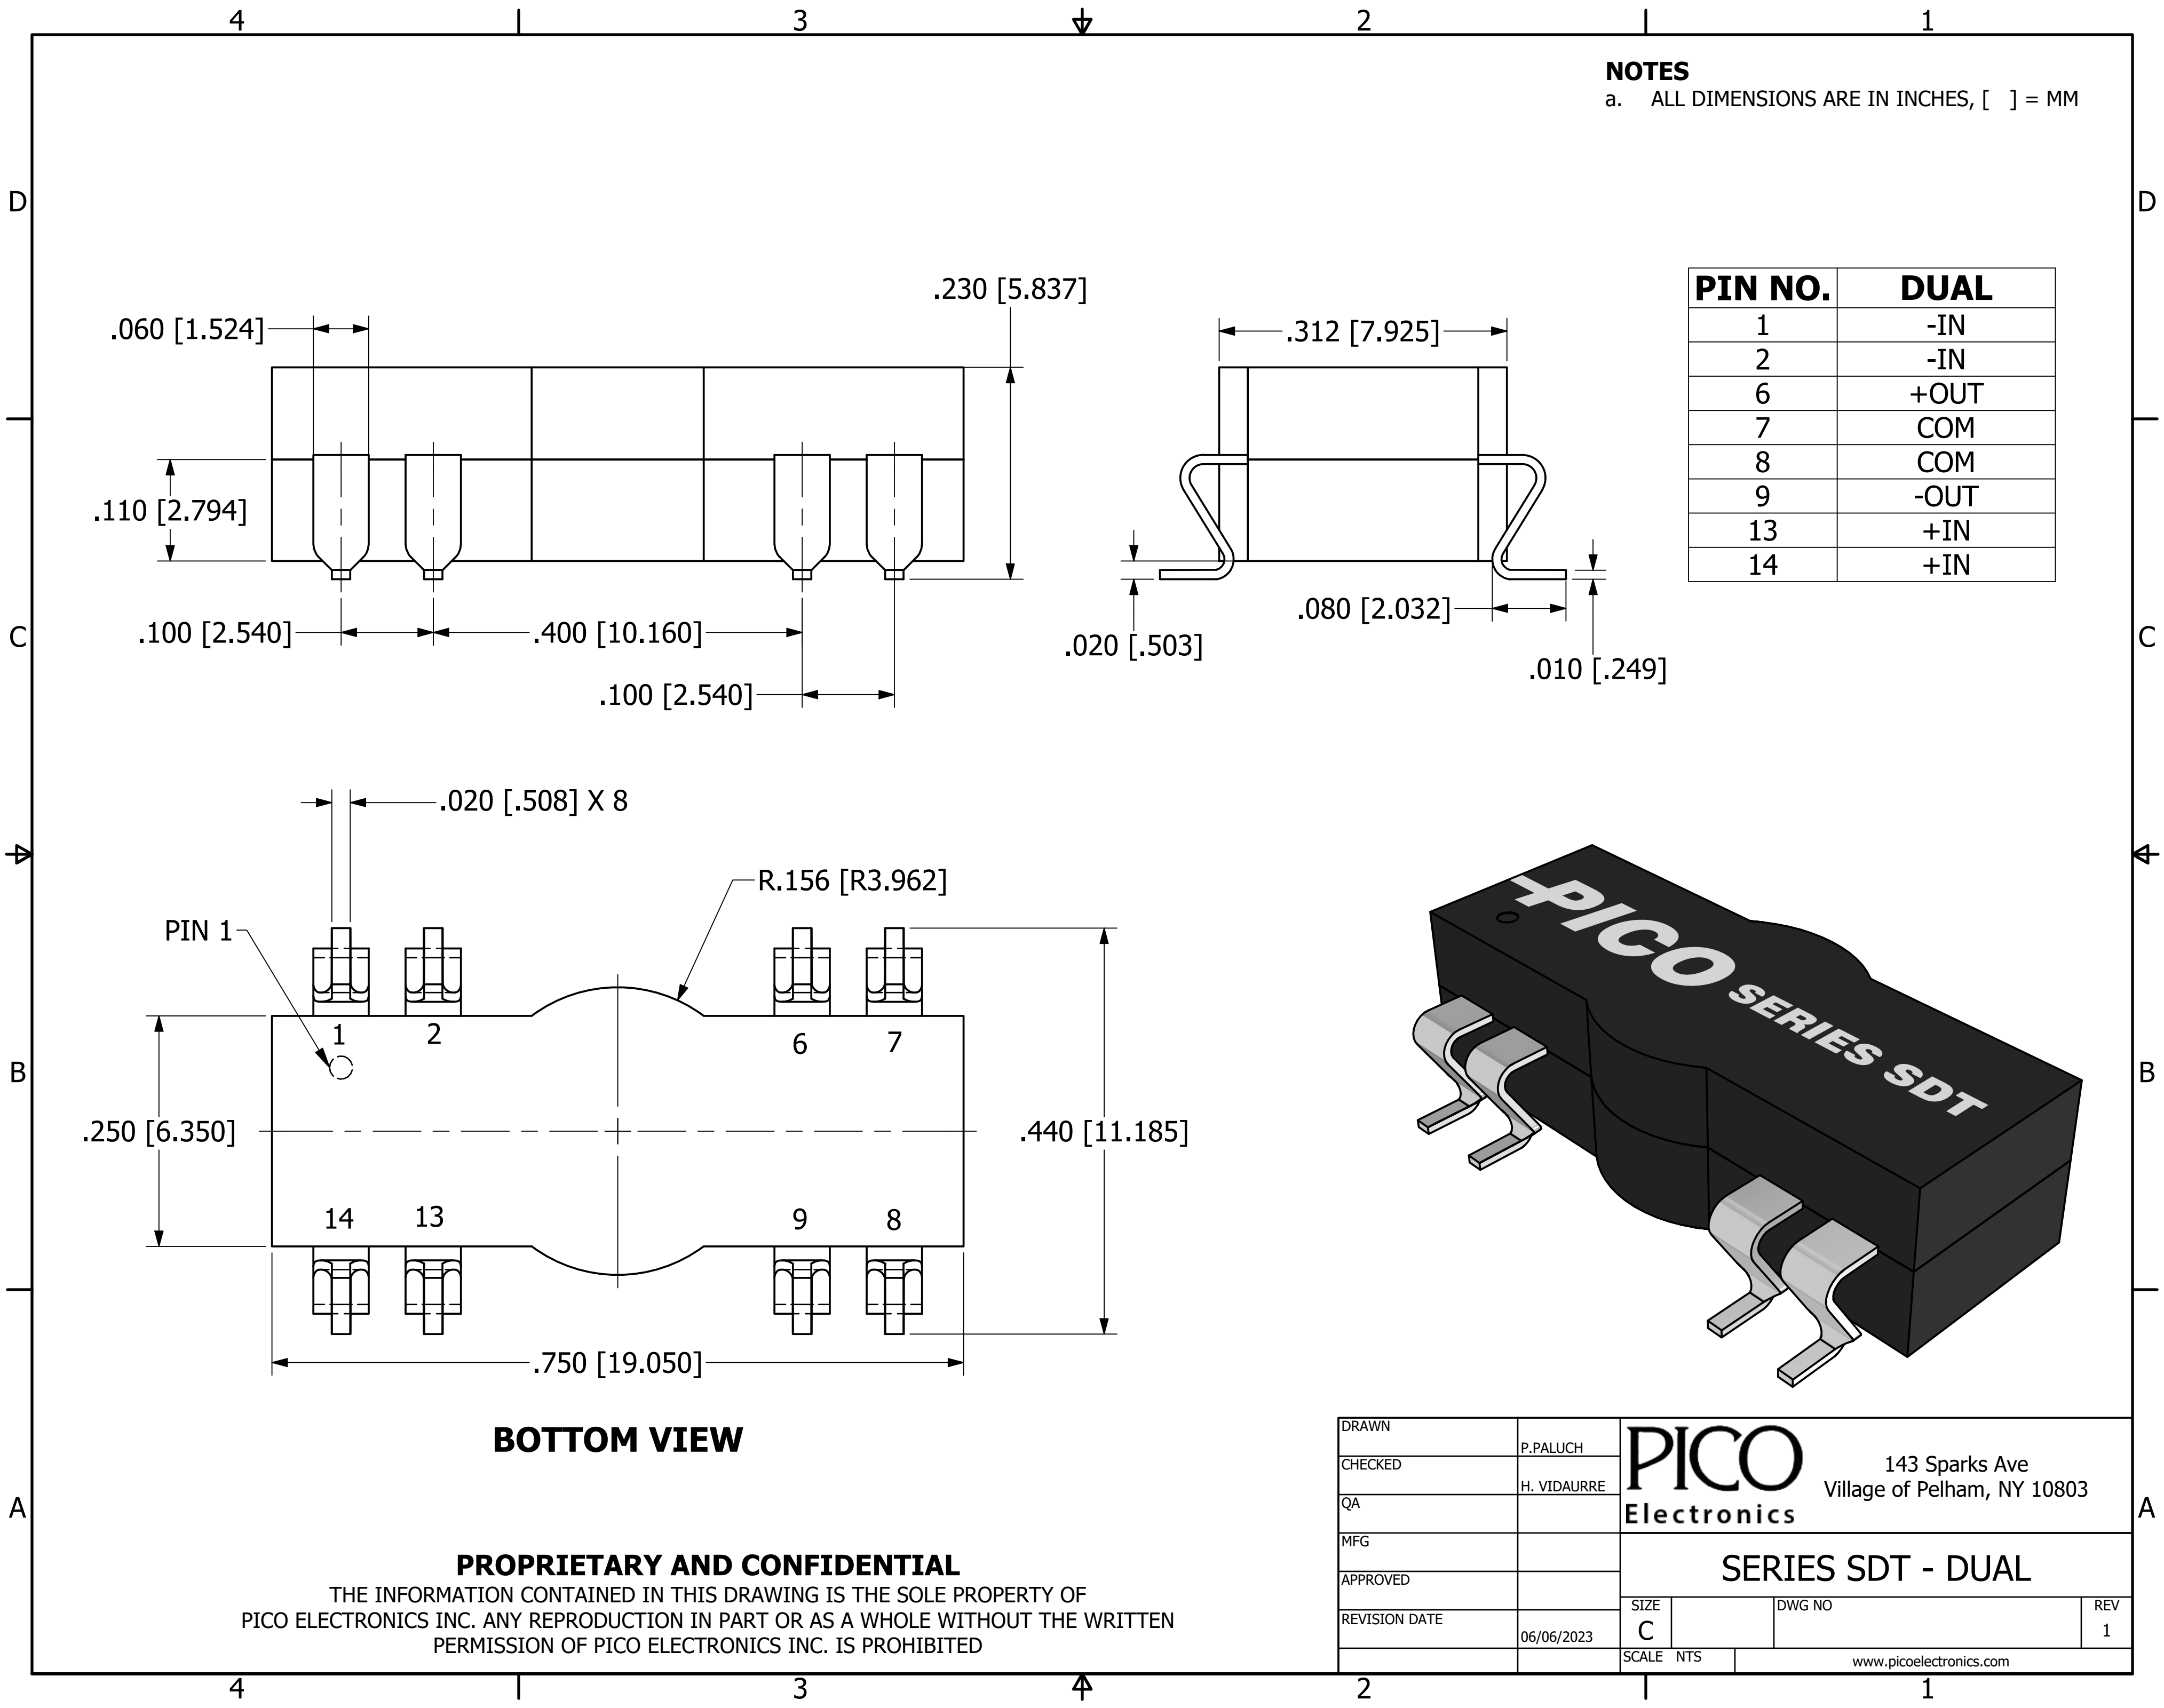 4 3 2 1
NOTES
a. ALL DIMENSIONS ARE IN INCHES, [ ] = MM
D D
.230 [5.837]
.060 [1.524]
.312 [7.925]
.110 [2.794]
.100 [2.540]
.400 [10.160]
.100 [2.540]
.020 [.503]
.080 [2.032]
.010 [.249]
PIN NO. DUAL
1 -IN
2 -IN
6 +OUT
7 COM
8 COM
9 -OUT
13 +IN
14 +IN
C C
.020 [.508] X 8
R.156 [R3.962]
PIN 1
1 2 6 7
B B
.250 [6.350]
.440 [11.185]
14 13 9 8
.750 [19.050]
BOTTOM VIEW
PICO SERIES SDT
A A
PROPRIETARY AND CONFIDENTIAL
THE INFORMATION CONTAINED IN THIS DRAWING IS THE SOLE PROPERTY OF
PICO ELECTRONICS INC. ANY REPRODUCTION IN PART OR AS A WHOLE WITHOUT THE WRITTEN
PERMISSION OF PICO ELECTRONICS INC. IS PROHIBITED
DRAWN P.PALUCH
CHECKED H. VIDAURRE
QA
MFG
APPROVED
REVISION DATE 06/06/2023
PICO
Electronics
143 Sparks Ave
Village of Pelham, NY 10803
SERIES SDT - DUAL
SIZE C
DWG NO
REV 1
SCALE NTS
www.picoelectronics.com
4 3 2 1